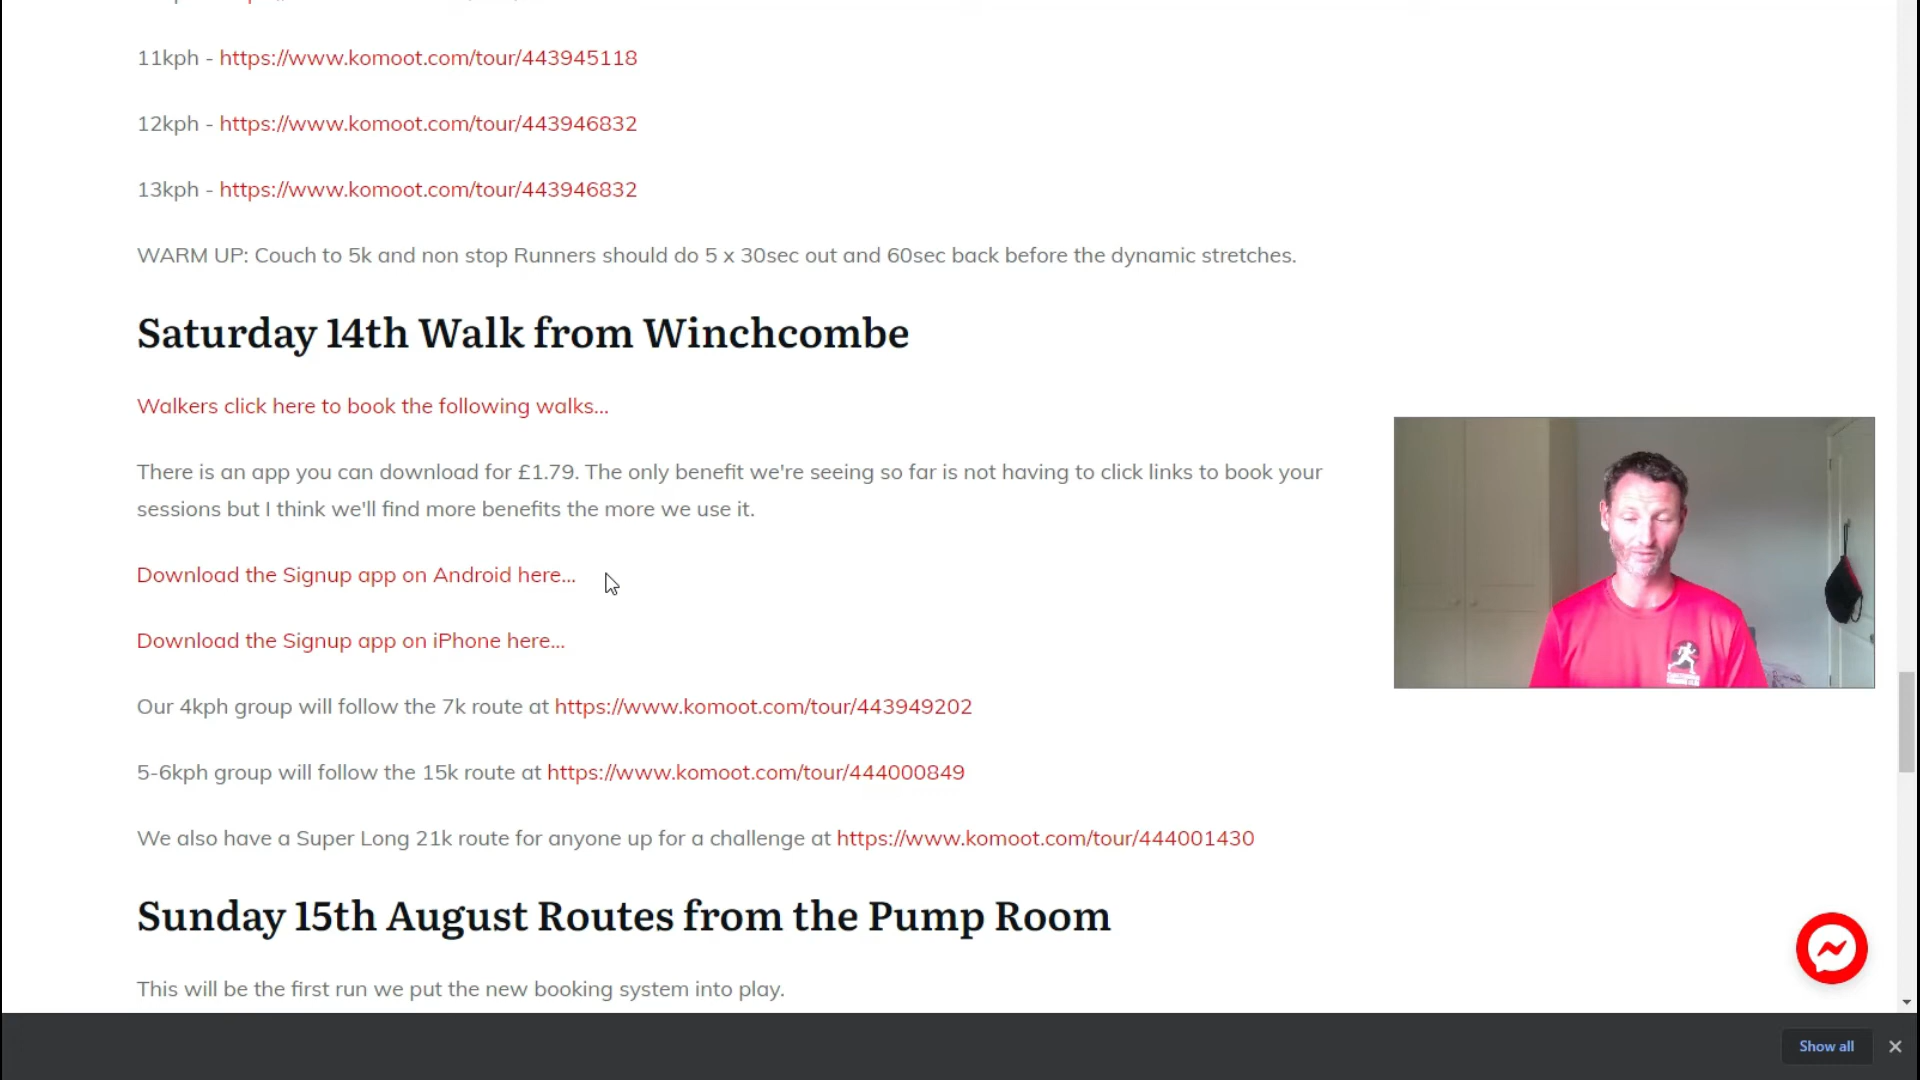 11kph - https://www.komoot.com/tour/443945118
12kph - https://www.komoot.com/tour/443946832
13kph - https://www.komoot.com/tour/443946832
WARM UP: Couch to 5k and non stop Runners should do 5 x 30sec out and 60sec back before the dynamic stretches.
Saturday 14th Walk from Winchcombe
Walkers click here to book the following walks...
There is an app you can download for £1.79. The only benefit we're seeing so far is not having to click links to book your
sessions but I think we'll find more benefits the more we use it.
Download the Signup app on Android here...
Download the Signup app on iPhone here...
Our 4kph group will follow the 7k route at https://www.komoot.com/tour/443949202
5-6kph group will follow the 15k route at https://www.komoot.com/tour/444000849
We also have a Super Long 21k route for anyone up for a challenge at https://www.komoot.com/tour/444001430
Sunday 15th August Routes from the Pump Room
This will be the first run we put the new booking system into play.
Show all